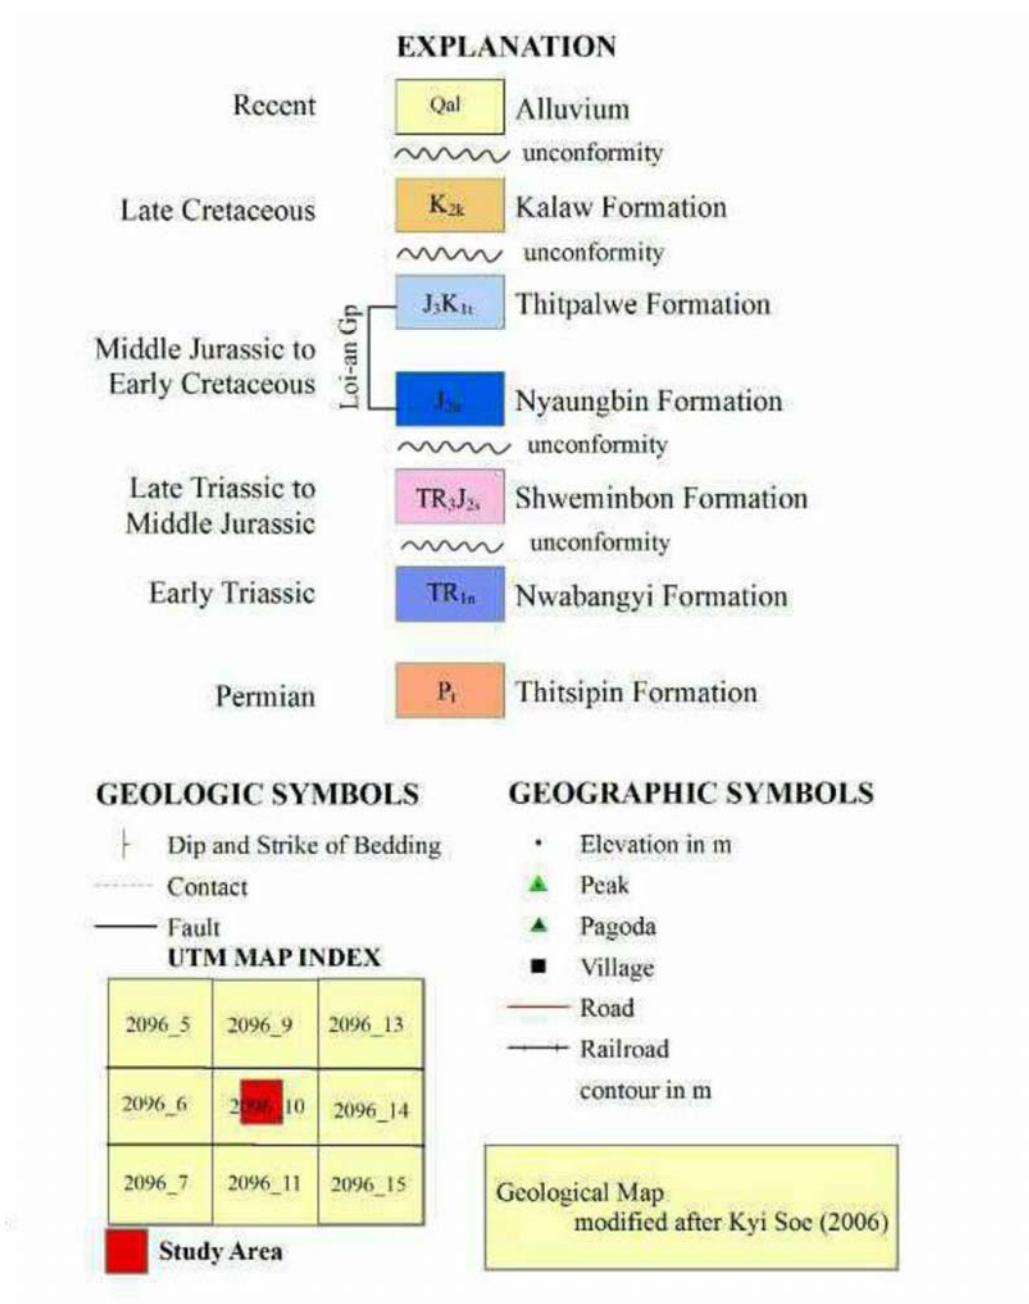 EXPLANATION
Recent Qal Alluvium
unconformity
Late Cretaceous K2k Kalaw Formation
unconformity
J3K1t Thitpalwe Formation
Loi-an Gp
Middle Jurassic to
Early Cretaceous
J2n Nyaungbin Formation
unconformity
Late Triassic to
Middle Jurassic
TR3J2s Shweminbon Formation
unconformity
Early Triassic TR1n Nwabangyi Formation
Permian Pt Thitsipin Formation
GEOLOGIC SYMBOLS
Dip and Strike of Bedding
Contact
Fault
UTM MAP INDEX
2096_5 2096_9 2096_13
2096_6 2096_10 2096_14
2096_7 2096_11 2096_15
Study Area
GEOGRAPHIC SYMBOLS
Elevation in m
Peak
Pagoda
Village
Road
Railroad
contour in m
Geological Map
modified after Kyi Soe (2006)